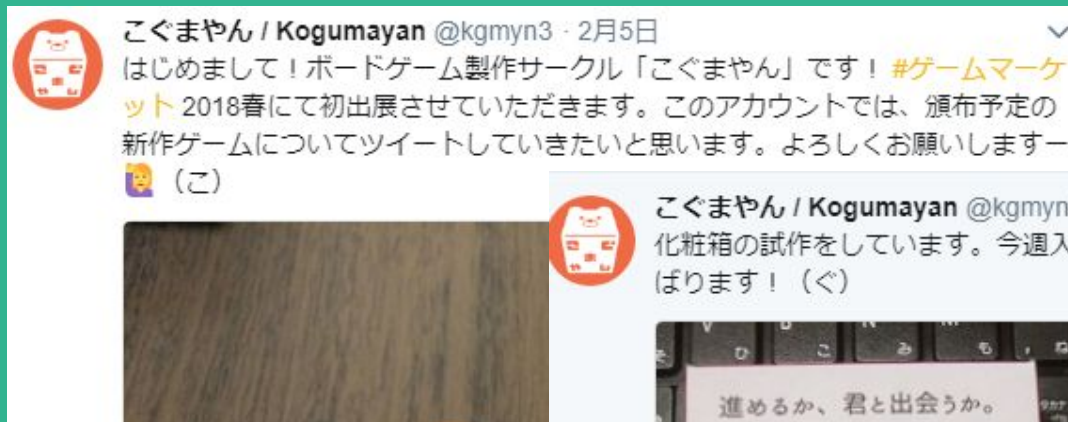 こぐまやん / Kogumayan @kgmyn3 · 2月5日
はじめまして！ボードゲーム製作サークル「こぐまやん」です！ #ゲームマーケ
ット 2018春にて初出展させていただきます。このアカウントでは、頒布予定の
新作ゲームについてツイートしていきたいと思います。よろしくお願いしますー
🙋（こ）
こぐまやん / Kogumayan @kgmyn
化粧箱の試作をしています。今週入
ばります！（ぐ）
ひ こ み も
進めるか、君と出会うか。